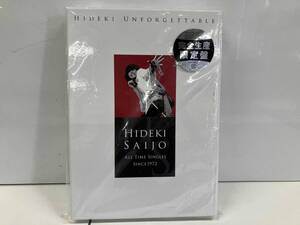 HIDEKI UNFORGETTABLE
完全生産
限定盤
HIDEKI
SAIJO
ALL TIME SINGLES
SINCE1972